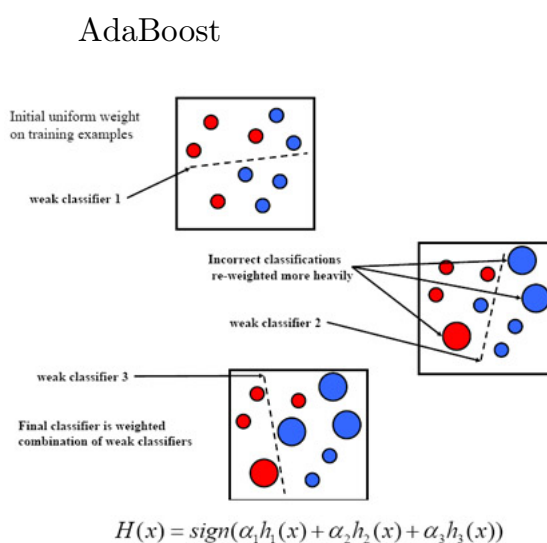 AdaBoost
Initial uniform weight
on training examples
weak classifier 1
Incorrect classifications
re-weighted more heavily
weak classifier 2
weak classifier 3
Final classifier is weighted
combination of weak classifiers
H(x) = sign(α₁h₁(x) + α₂h₂(x) + α₃h₃(x))